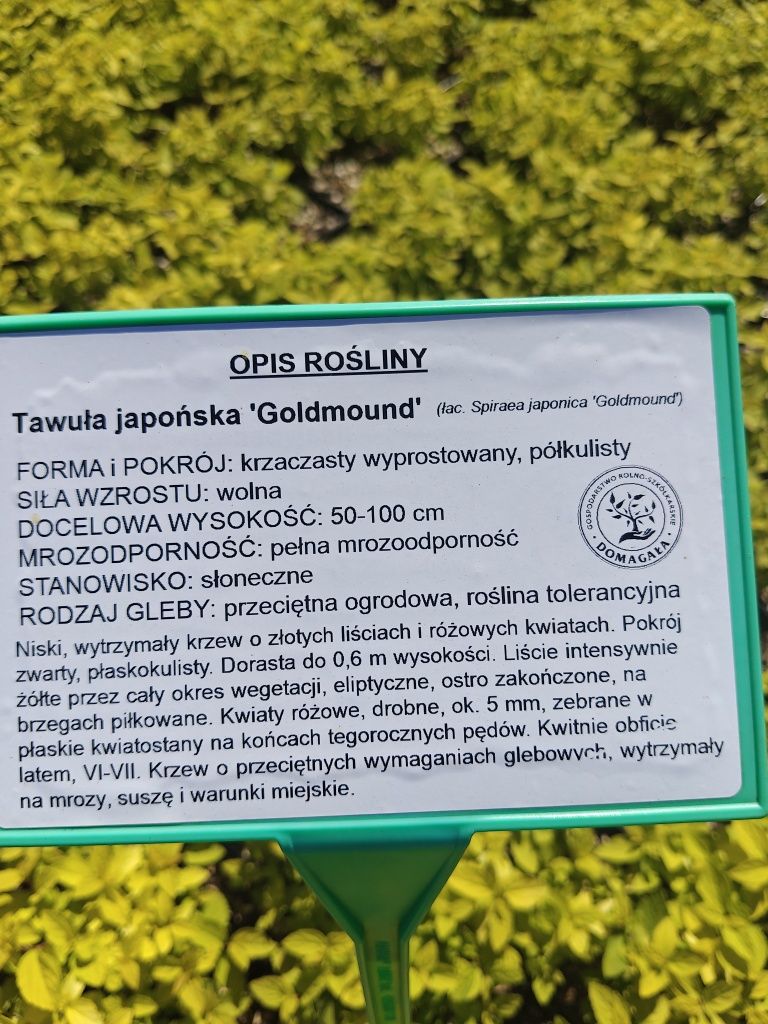 OPIS ROŚLINY
Tawuła japońska 'Goldmound' (łac. Spiraea japonica 'Goldmound')
FORMA i POKRÓJ: krzaczasty wyprostowany, półkulisty
SIŁA WZROSTU: wolna
DOCELOWA WYSOKOŚĆ: 50-100 cm
MROZODPORNOŚĆ: pełna mrozoodporność
STANOWISKO: słoneczne
RODZAJ GLEBY: przeciętna ogrodowa, roślina tolerancyjna
GOSPODARSTWO ROLNO-SZKÓŁKARSKIE
• DOMAGAŁA •
Niski, wytrzymały krzew o złotych liściach i różowych kwiatach. Pokrój
zwarty, płaskokulisty. Dorasta do 0,6 m wysokości. Liście intensywnie
żółte przez cały okres wegetacji, eliptyczne, ostro zakończone, na
brzegach piłkowane. Kwiaty różowe, drobne, ok. 5 mm, zebrane w
płaskie kwiatostany na końcach tegorocznych pędów. Kwitnie obficie
latem, VI-VII. Krzew o przeciętnych wymaganiach glebowych, wytrzymały
na mrozy, suszę i warunki miejskie.